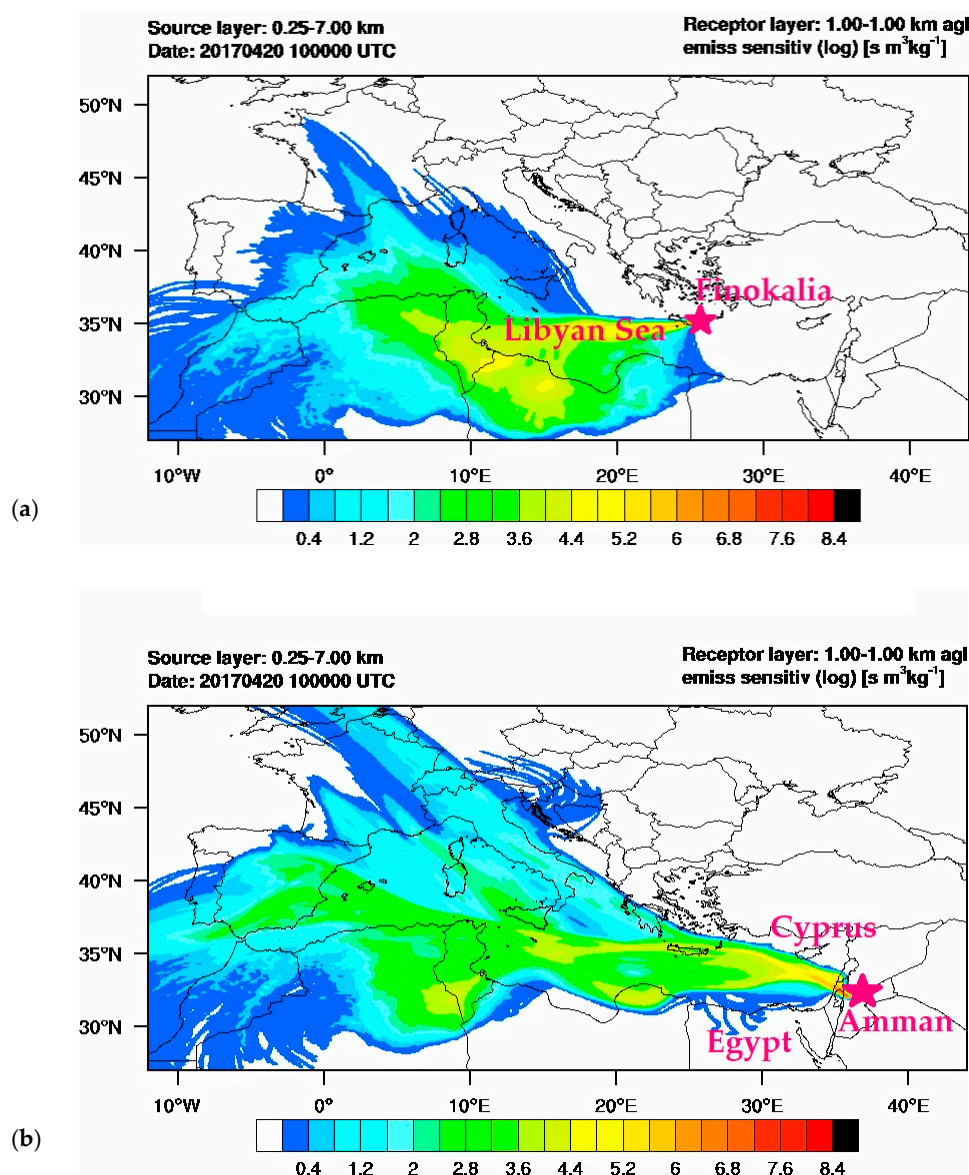 Source layer: 0.25-7.00 km
Date: 20170420 100000 UTC
Receptor layer: 1.00-1.00 km agl
emiss sensitiv (log) [s m³kg⁻¹]
50°N
45°N
40°N
Finokalia
35°N
Libyan Sea
30°N
10°W 0° 10°E 20°E 30°E 40°E
(a)
0.4 1.2 2 2.8 3.6 4.4 5.2 6 6.8 7.6 8.4
Source layer: 0.25-7.00 km
Date: 20170420 100000 UTC
Receptor layer: 1.00-1.00 km agl
emiss sensitiv (log) [s m³kg⁻¹]
50°N
45°N
40°N
Cyprus
35°N
Amman
30°N
Egypt
10°W 0° 10°E 20°E 30°E 40°E
(b)
0.4 1.2 2 2.8 3.6 4.4 5.2 6 6.8 7.6 8.4